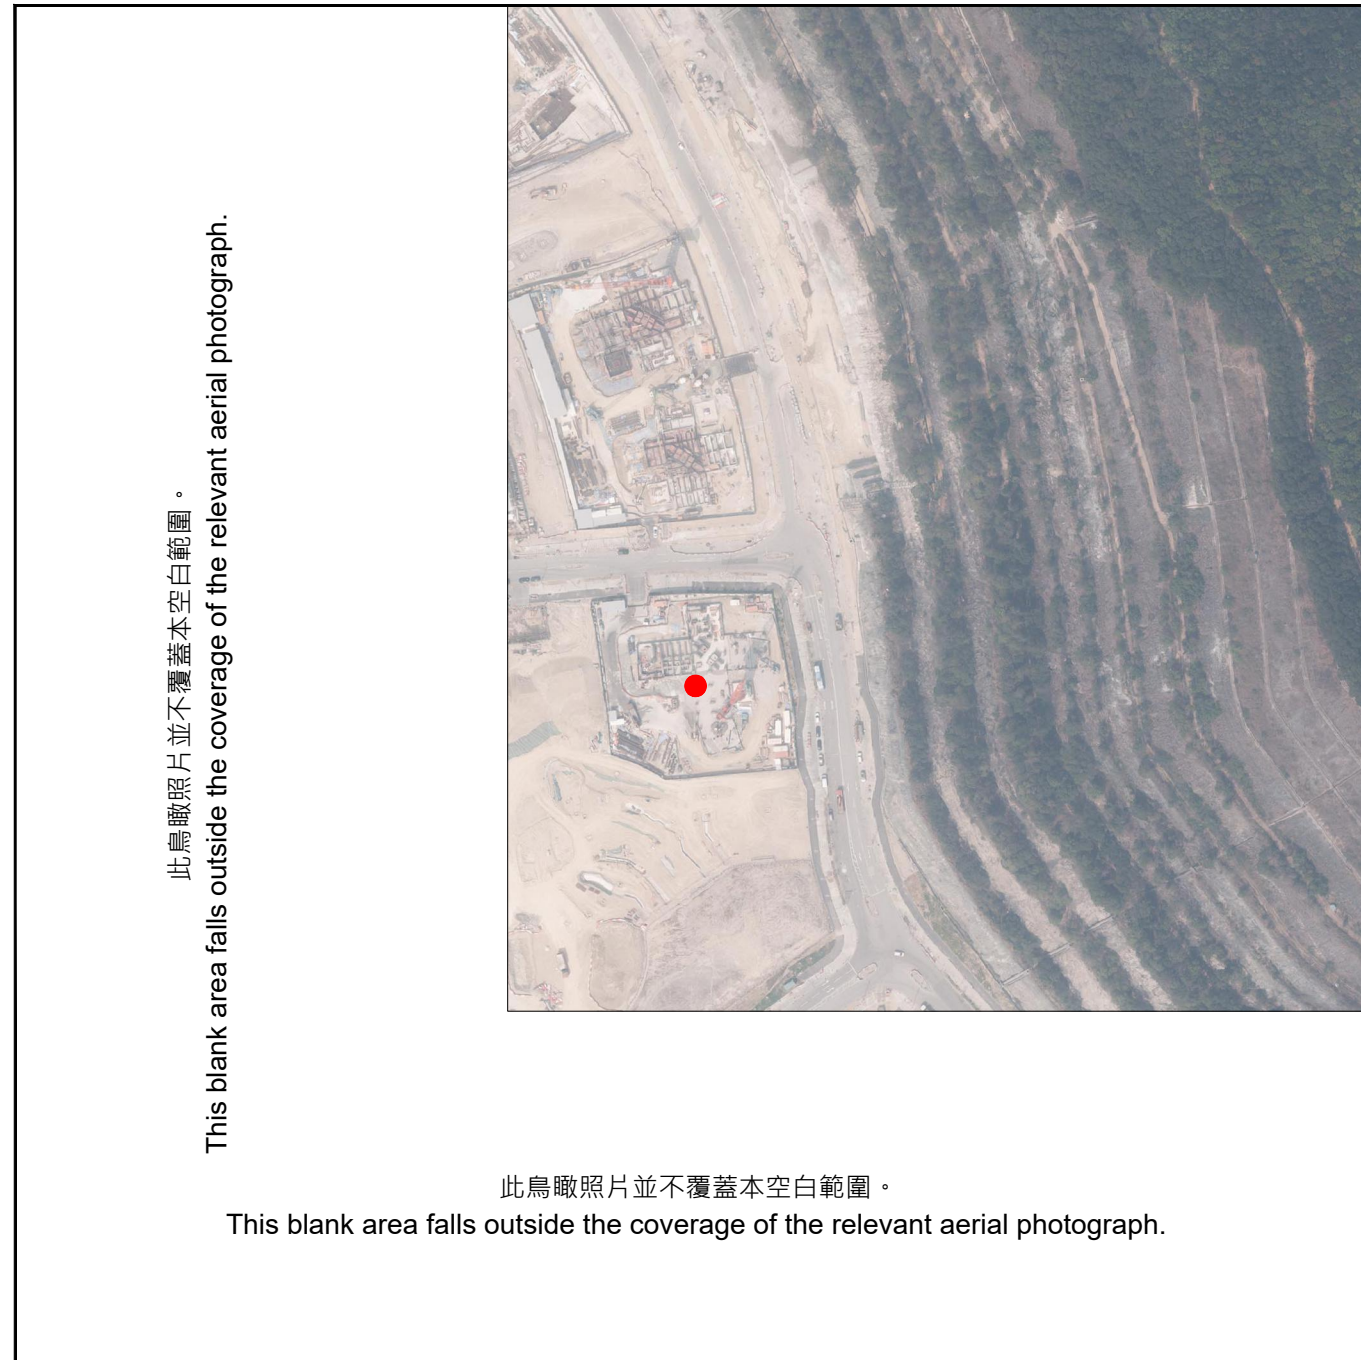 此鳥瞰照片並不覆蓋本空白範圍。
This blank area falls outside the coverage of the relevant aerial photograph.
此鳥瞰照片並不覆蓋本空白範圍。
This blank area falls outside the coverage of the relevant aerial photograph.